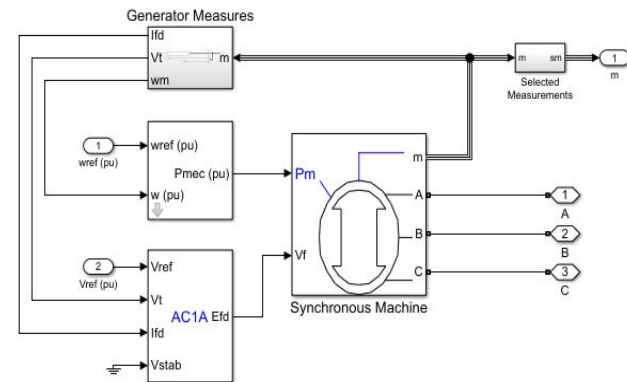 Generator Measures
Ifd
Vt
wm
m
m
sm
Selected
Measurements
1
m
1
wref (pu)
wref (pu)
w (pu)
Pmec (pu)
Pm
m
A
B
C
Vf
Synchronous Machine
1
A
2
B
3
C
2
Vref (pu)
Vref
Vt
Ifd
Vstab
AC1A
Efd